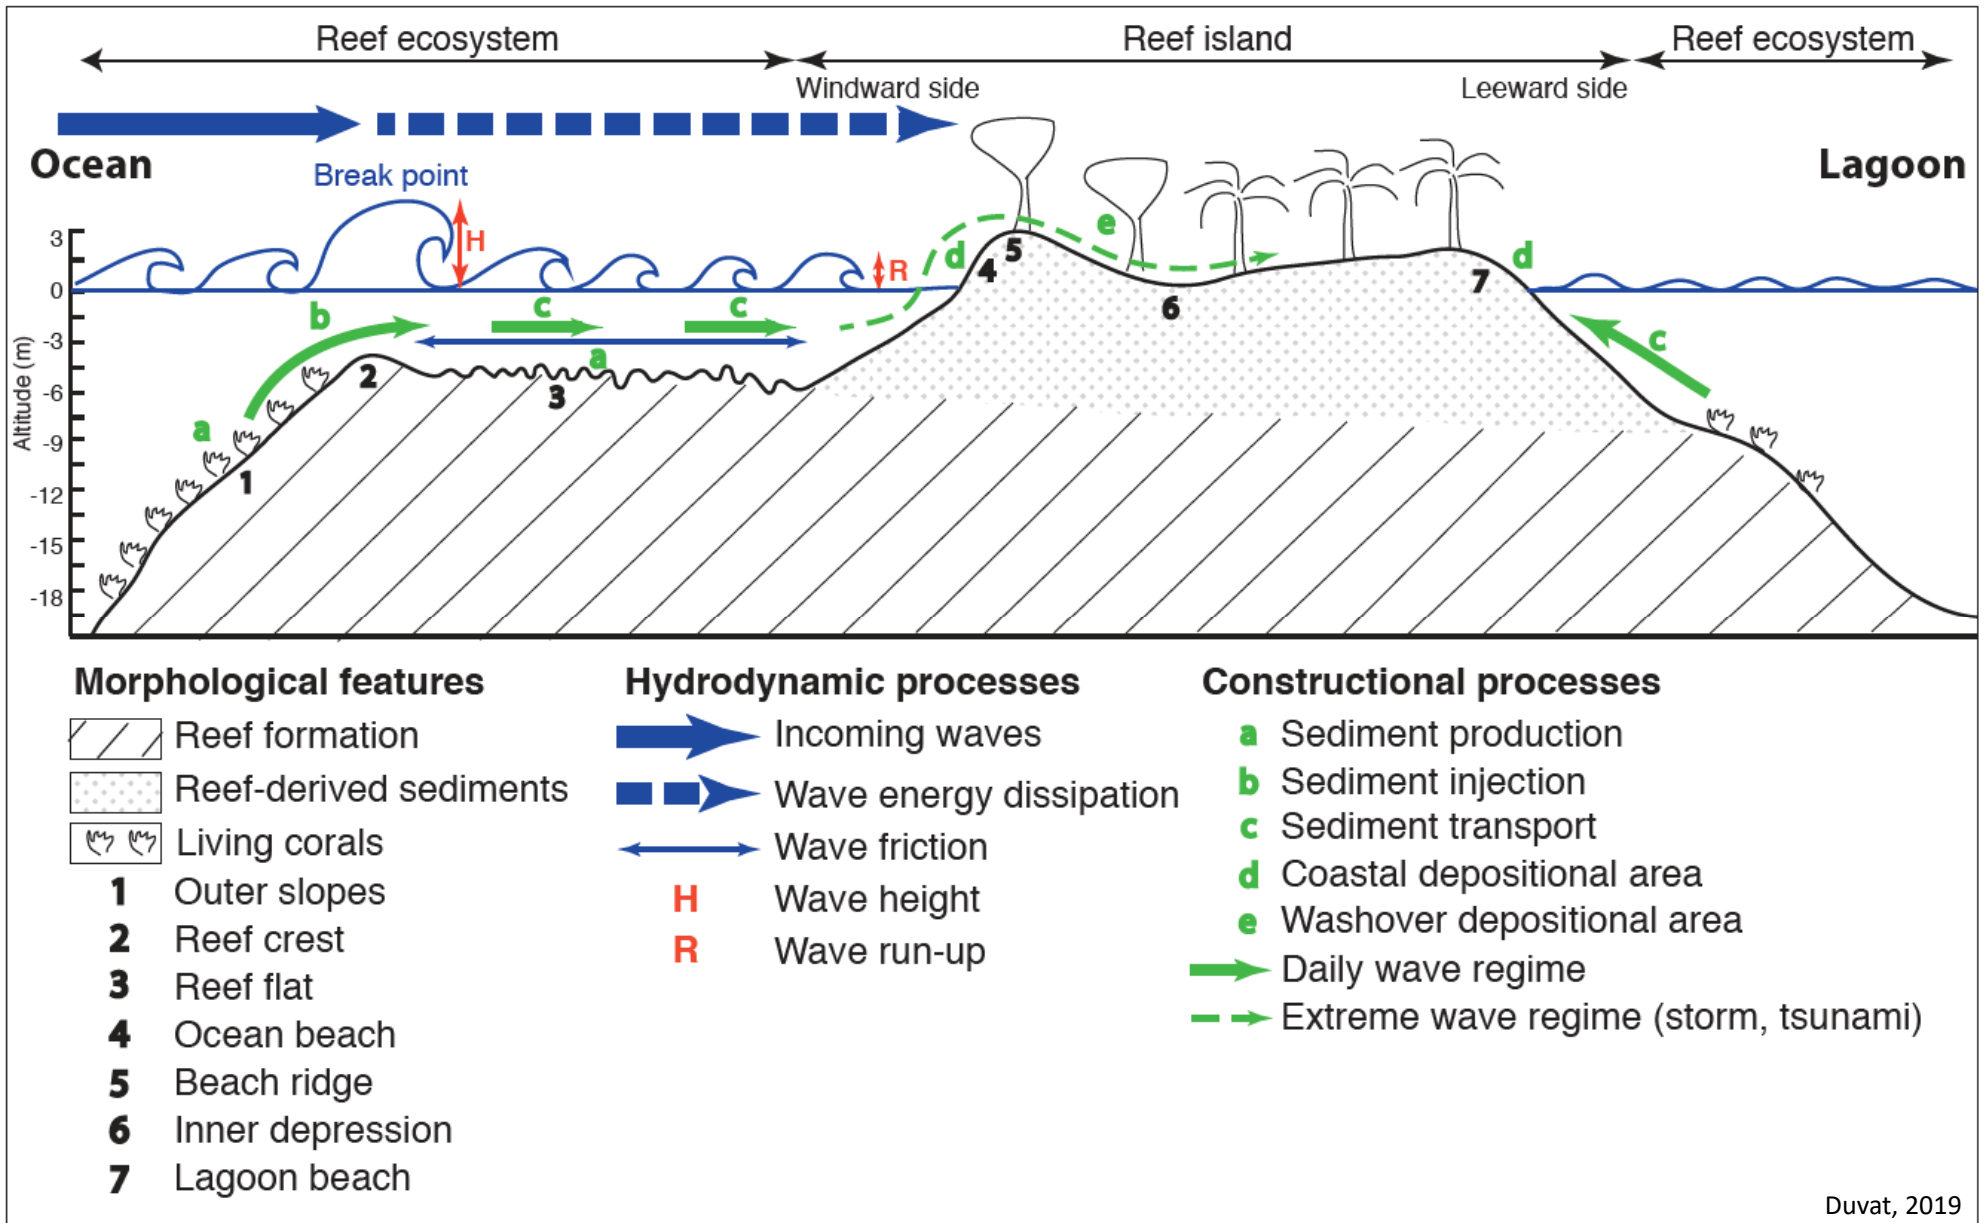 Reef ecosystem
Reef island
Reef ecosystem
Windward side
Leeward side
Ocean
Lagoon
Break point
H
R
3
0
-3
-6
-9
-12
-15
-18
Altitude (m)
a
b
c
c
a
d
e
d
c
1
2
3
4
5
6
7
Morphological features
Reef formation
Reef-derived sediments
Living corals
1 Outer slopes
2 Reef crest
3 Reef flat
4 Ocean beach
5 Beach ridge
6 Inner depression
7 Lagoon beach
Hydrodynamic processes
Incoming waves
Wave energy dissipation
Wave friction
H Wave height
R Wave run-up
Constructional processes
a Sediment production
b Sediment injection
c Sediment transport
d Coastal depositional area
e Washover depositional area
Daily wave regime
Extreme wave regime (storm, tsunami)
Duvat, 2019